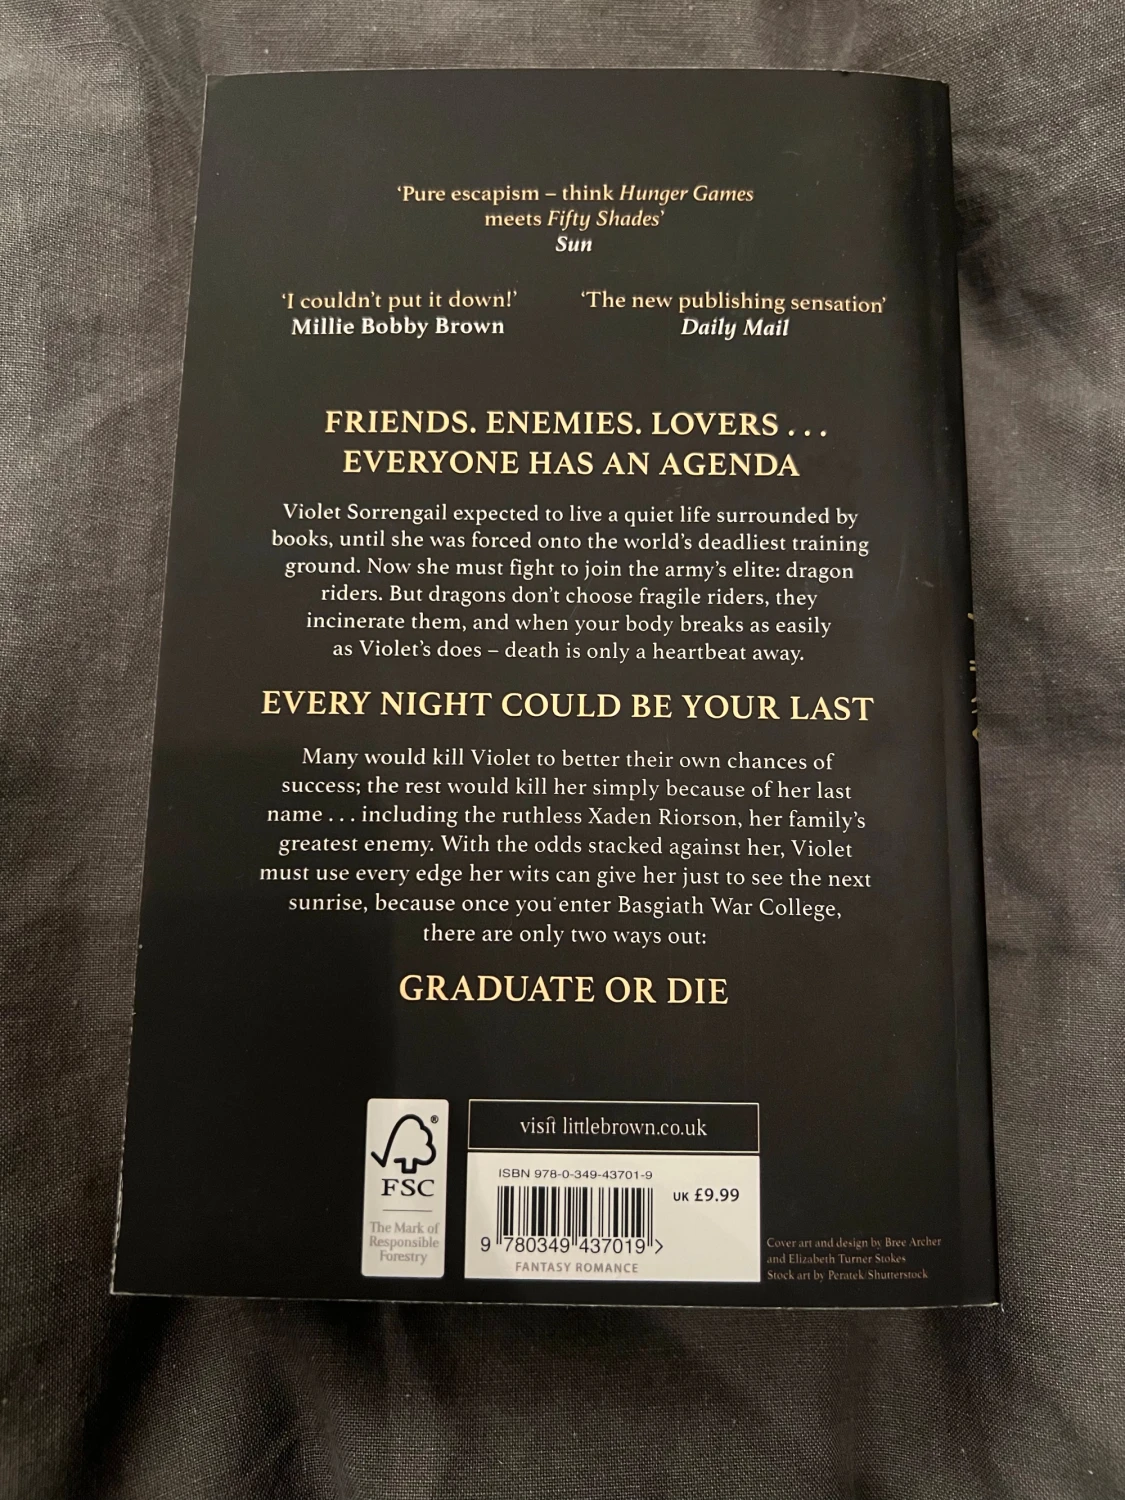 ‘Pure escapism – think Hunger Games
meets Fifty Shades’
Sun
‘I couldn’t put it down!’
Millie Bobby Brown
‘The new publishing sensation’
Daily Mail
FRIENDS. ENEMIES. LOVERS . . .
EVERYONE HAS AN AGENDA
Violet Sorrengail expected to live a quiet life surrounded by
books, until she was forced onto the world’s deadliest training
ground. Now she must fight to join the army’s elite: dragon
riders. But dragons don’t choose fragile riders, they
incinerate them, and when your body breaks as easily
as Violet’s does – death is only a heartbeat away.
EVERY NIGHT COULD BE YOUR LAST
Many would kill Violet to better their own chances of
success; the rest would kill her simply because of her last
name . . . including the ruthless Xaden Riorson, her family’s
greatest enemy. With the odds stacked against her, Violet
must use every edge her wits can give her just to see the next
sunrise, because once you enter Basgiath War College,
there are only two ways out:
GRADUATE OR DIE
FSC
The Mark of
Responsible
Forestry
visit littlebrown.co.uk
ISBN 978-0-349-43701-9
UK £9.99
9 780349 437019 >
FANTASY ROMANCE
Cover art and design by Bree Archer
and Elizabeth Turner Stokes
Stock art by Peratek/Shutterstock